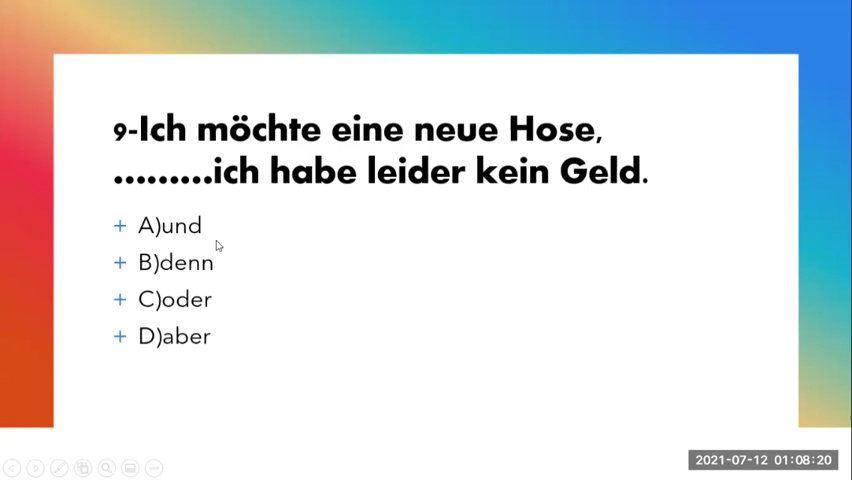 9-Ich möchte eine neue Hose,
.........ich habe leider kein Geld.
+ A)und
+ B)denn
+ C)oder
+ D)aber
2021-07-12 01:08:20